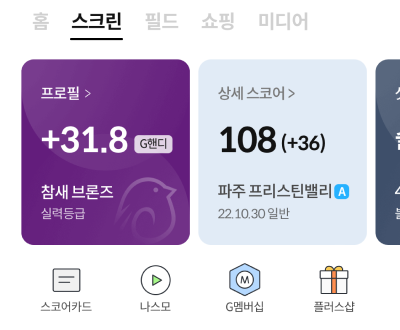 홈 스크린 필드 쇼핑 미디어
프로필 >
+31.8 G핸디
참새 브론즈
실력등급
상세 스코어 >
108 (+36)
파주 프리스틴밸리 A
22.10.30 일반
스코어카드 나스모 G멤버십 플러스샵
M